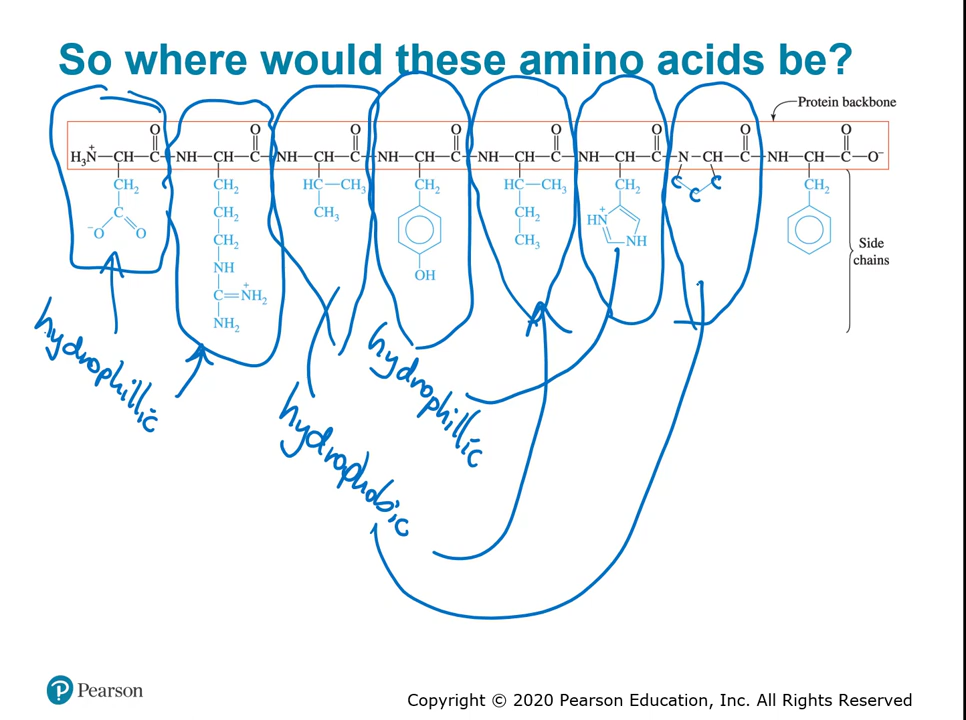 So where would these amino acids be?
Protein backbone
O O O O O O O O
H₃N⁺—CH—C—NH—CH—C—NH—CH—C—NH—CH—C—NH—CH—C—NH—CH—C—N—CH—C—NH—CH—C—O⁻
CH₂ CH₂ HC—CH₃ CH₂ HC—CH₃ CH₂ C C C CH₂
C CH₂ CH₃ CH₂ HN⁺
⁻O O CH₂ CH₃ NH
NH OH
C=NH₂⁺
NH₂
Side
chains
hydrophillic
hydrophobic
hydrophillic
Pearson
Copyright © 2020 Pearson Education, Inc. All Rights Reserved